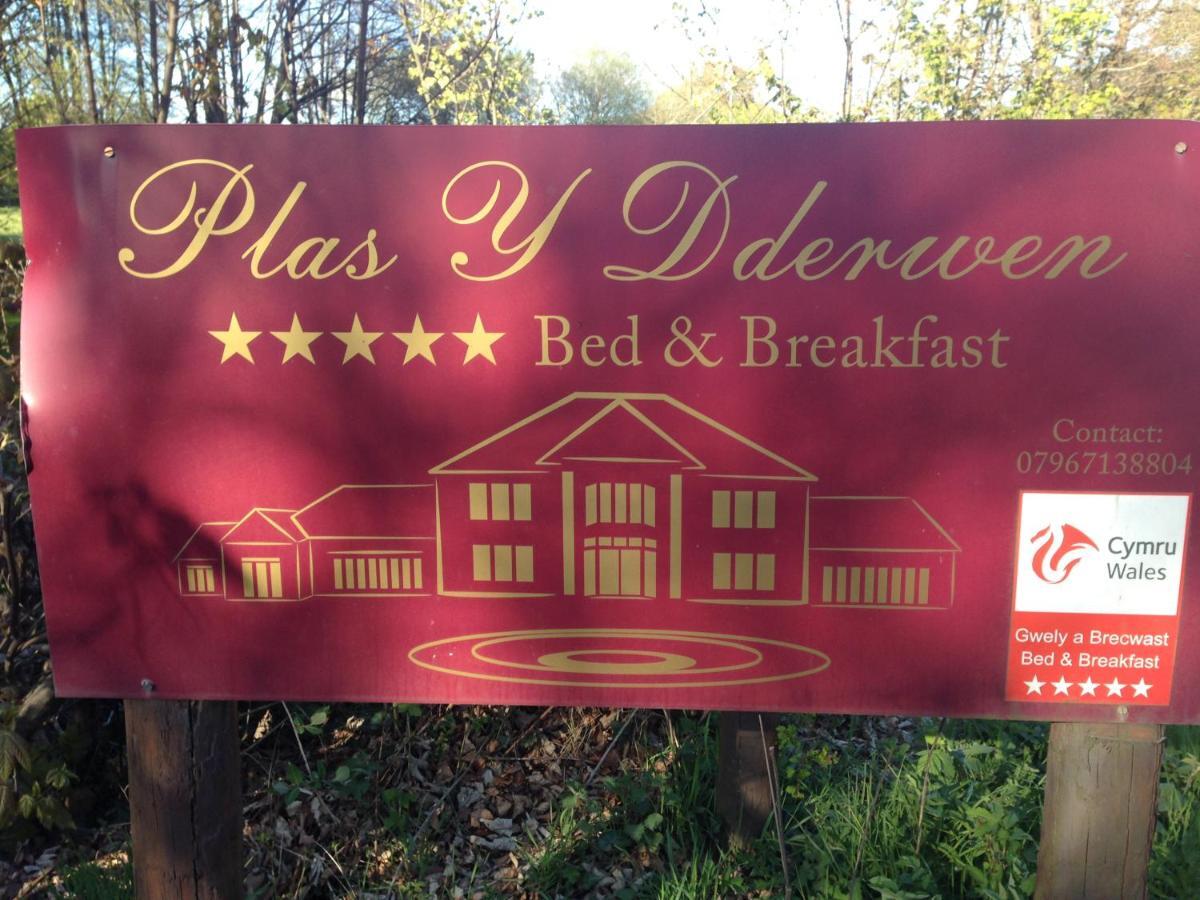 Plas Y Dderwen
★★★★★ Bed & Breakfast
Contact:
07967138804
Cymru
Wales
Gwely a Brecwast
Bed & Breakfast
★★★★★